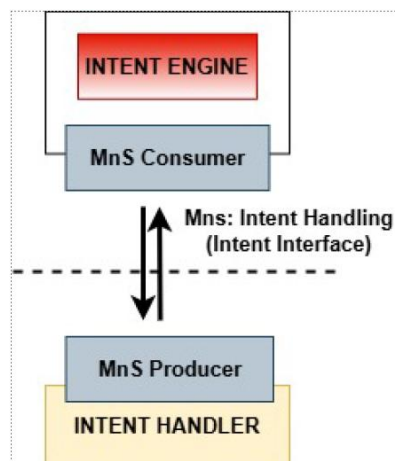 INTENT ENGINE
MnS Consumer
Mns: Intent Handling
(Intent Interface)
MnS Producer
INTENT HANDLER